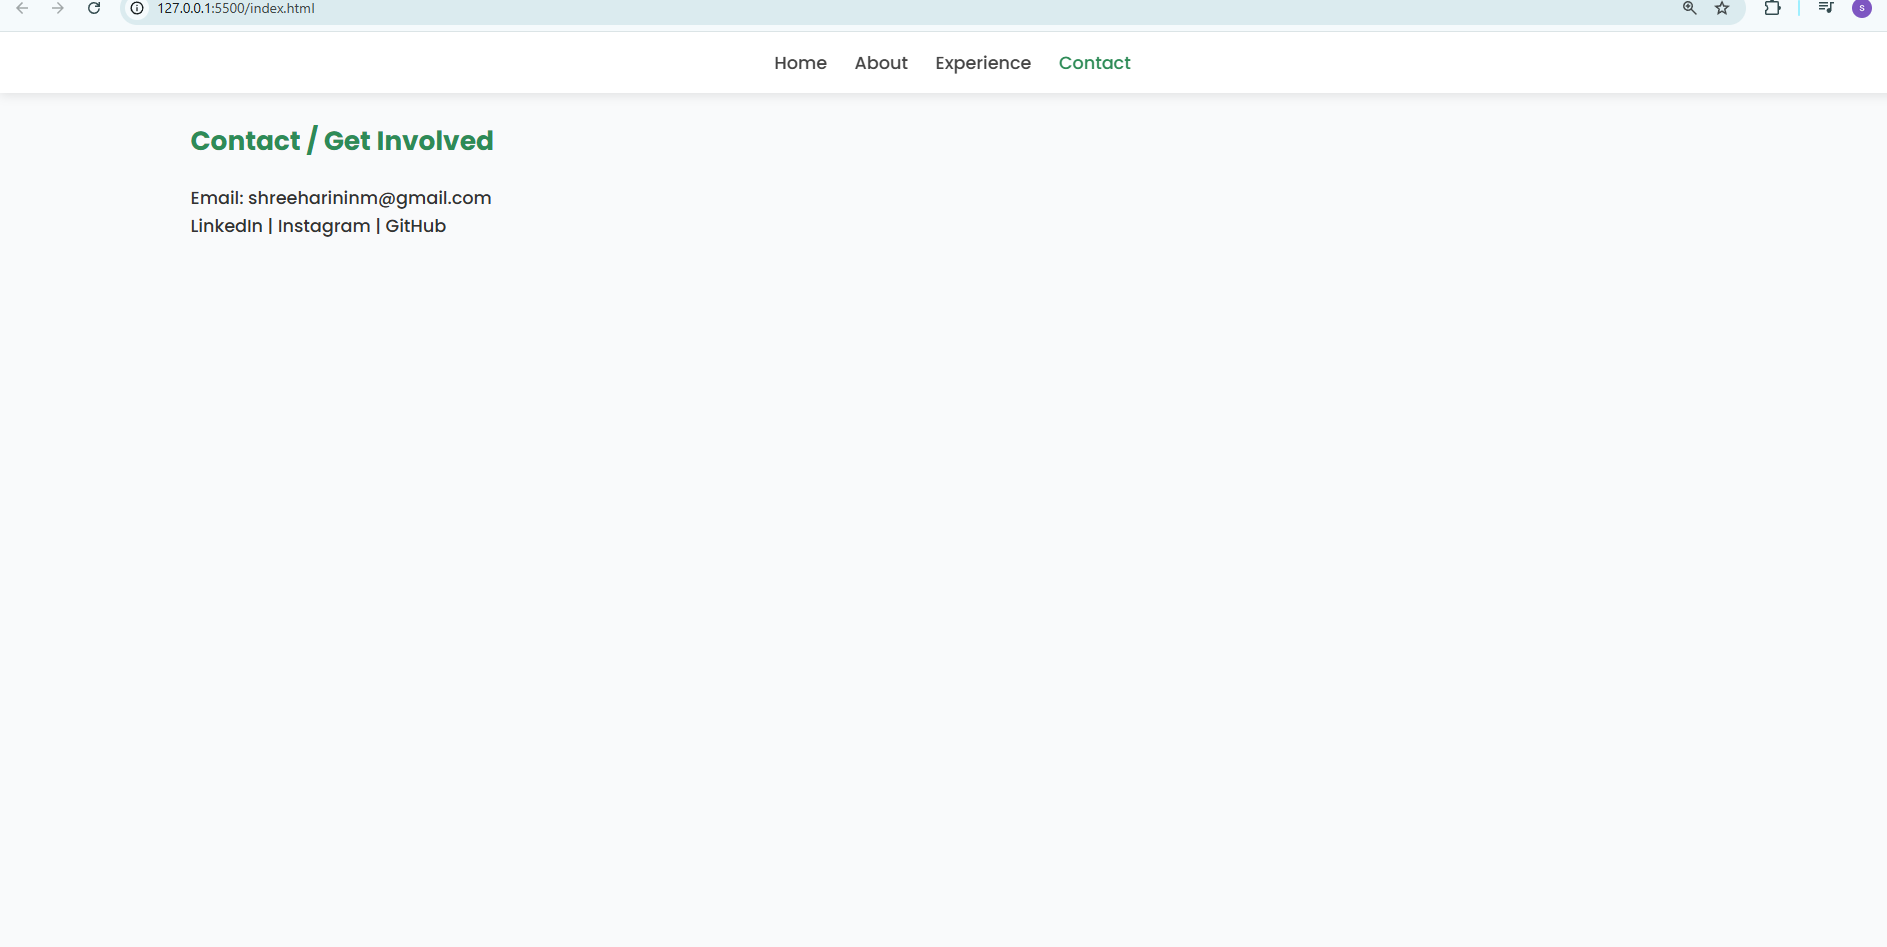 127.0.0.1:5500/index.html
s
Home About Experience Contact
Contact / Get Involved
Email: shreeharininm@gmail.com
LinkedIn | Instagram | GitHub